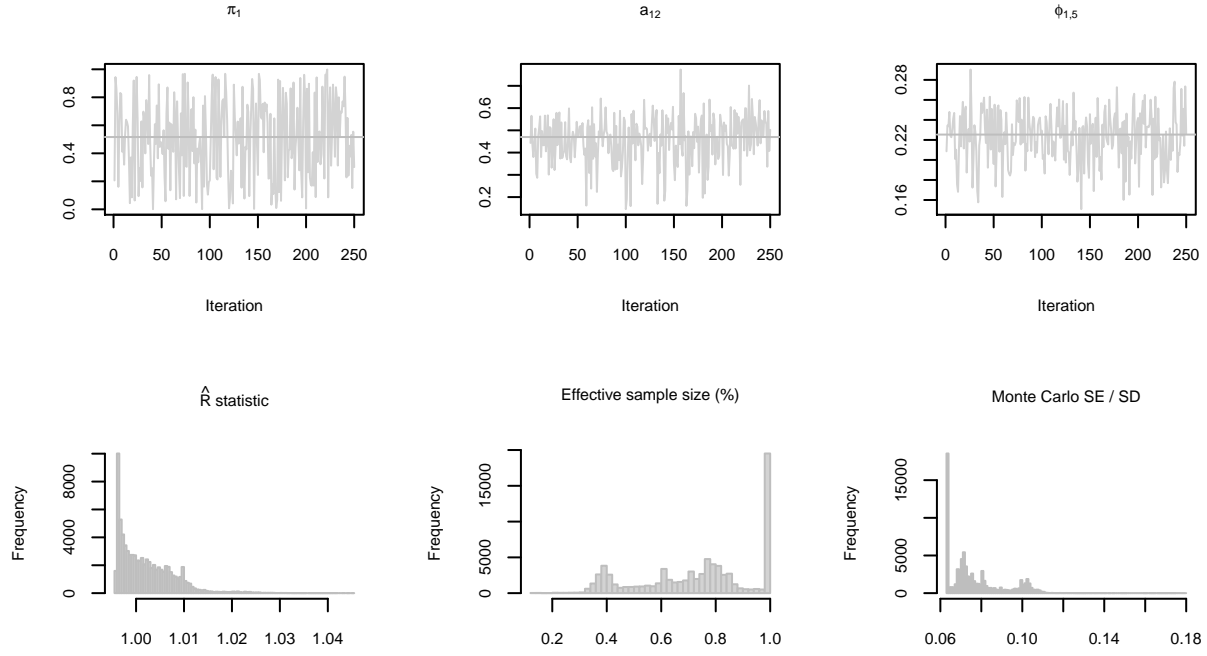 π1 a12 ϕ1,5
0.0 0.4 0.8
0.2 0.4 0.6
0.16 0.22 0.28
0 50 100 150 200 250
0 50 100 150 200 250
0 50 100 150 200 250
Iteration Iteration Iteration
R̂ statistic
Effective sample size (%)
Monte Carlo SE / SD
Frequency
0 4000 8000
1.00 1.01 1.02 1.03 1.04
Frequency
0 5000 15000
0.2 0.4 0.6 0.8 1.0
Frequency
0 5000 15000
0.06 0.10 0.14 0.18